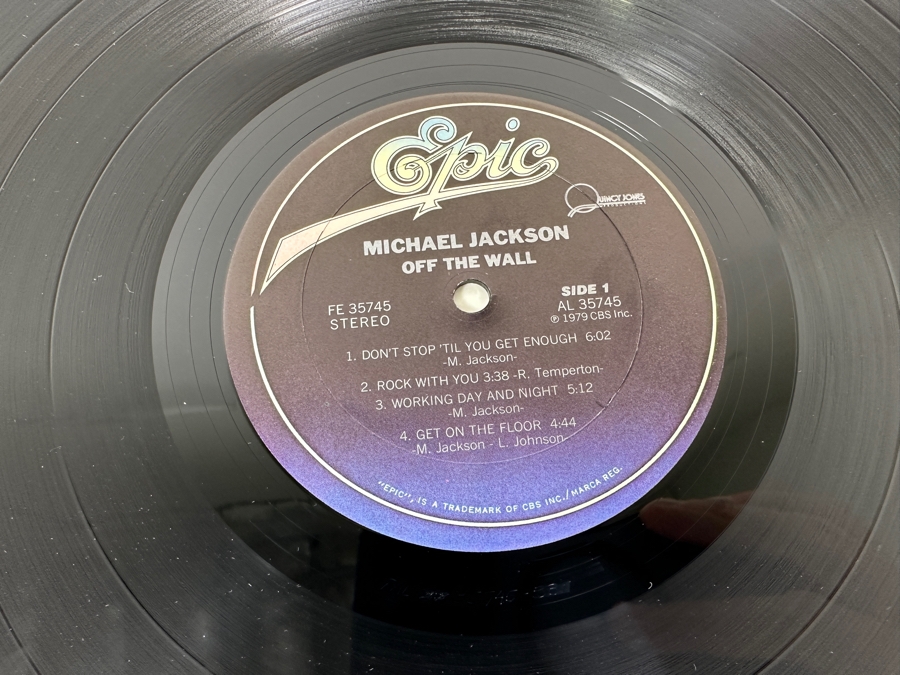 Epic
QUINCY JONES
PRODUCTIONS
MICHAEL JACKSON
OFF THE WALL
FE 35745
STEREO
SIDE 1
AL 35745
℗ 1979 CBS Inc.
1. DON'T STOP 'TIL YOU GET ENOUGH 6:02
-M. Jackson-
2. ROCK WITH YOU 3:38 -R. Temperton-
3. WORKING DAY AND NIGHT 5:12
-M. Jackson-
4. GET ON THE FLOOR 4:44
-M. Jackson - L. Johnson-
"EPIC", IS A TRADEMARK OF CBS INC./MARCA REG.